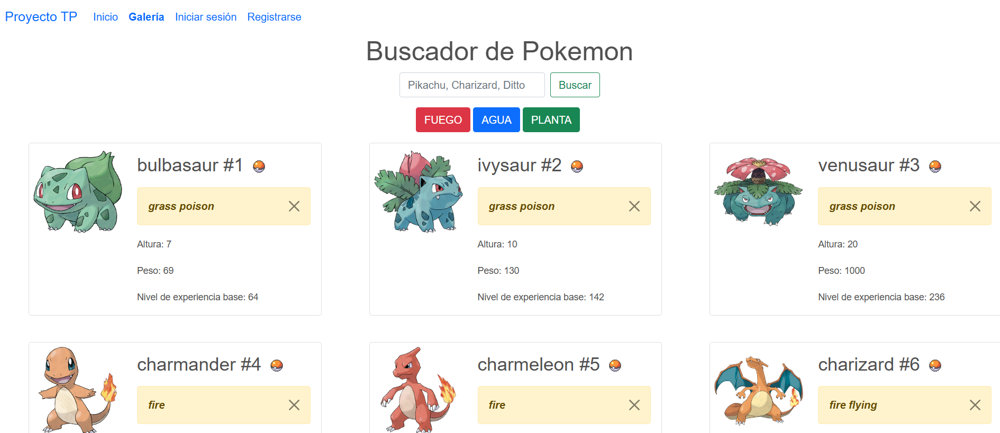 Proyecto TP Inicio Galería Iniciar sesión Registrarse
Buscador de Pokemon
Pikachu, Charizard, Ditto Buscar
FUEGO AGUA PLANTA
bulbasaur #1
grass poison
Altura: 7
Peso: 69
Nivel de experiencia base: 64
ivysaur #2
grass poison
Altura: 10
Peso: 130
Nivel de experiencia base: 142
venusaur #3
grass poison
Altura: 20
Peso: 1000
Nivel de experiencia base: 236
charmander #4
fire
charmeleon #5
fire
charizard #6
fire flying